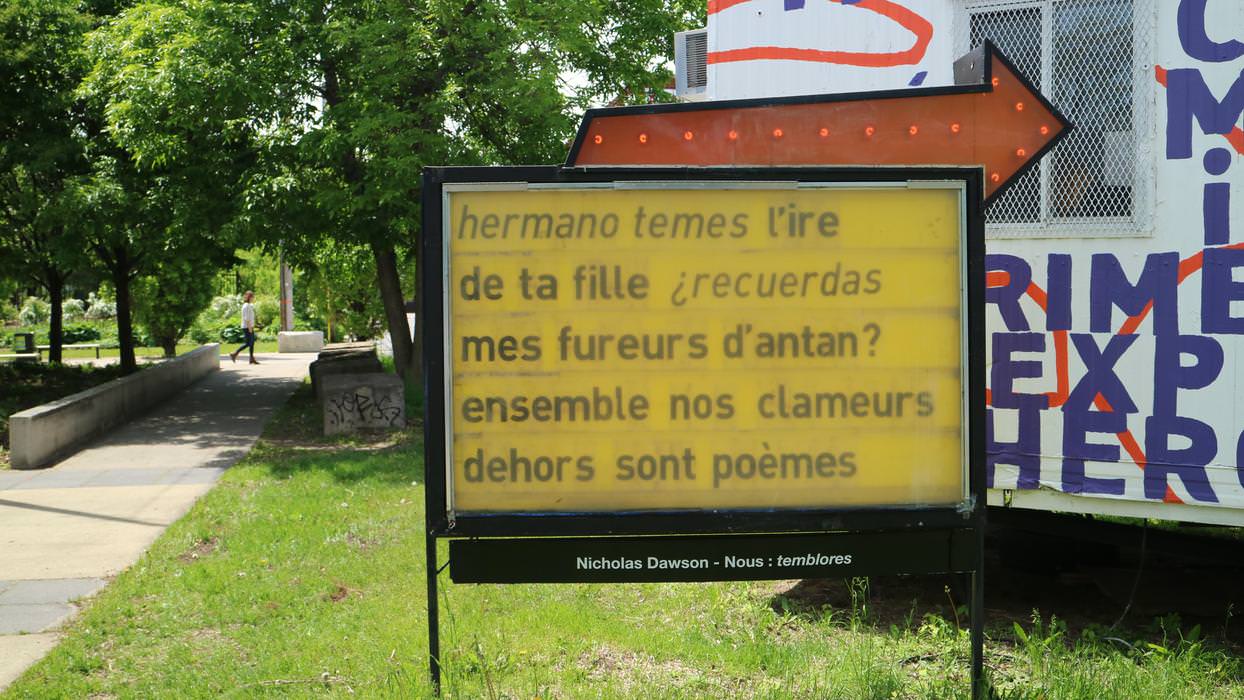 hermano temes l'ire
de ta fille ¿recuerdas
mes fureurs d'antan?
ensemble nos clameurs
dehors sont poèmes
Nicholas Dawson - Nous : temblores